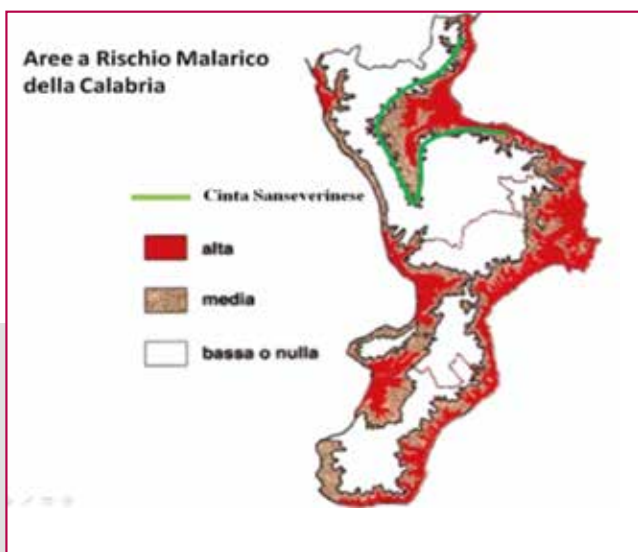 Aree a Rischio Malarico
della Calabria
Cinta Sanseverinese
alta
media
bassa o nulla